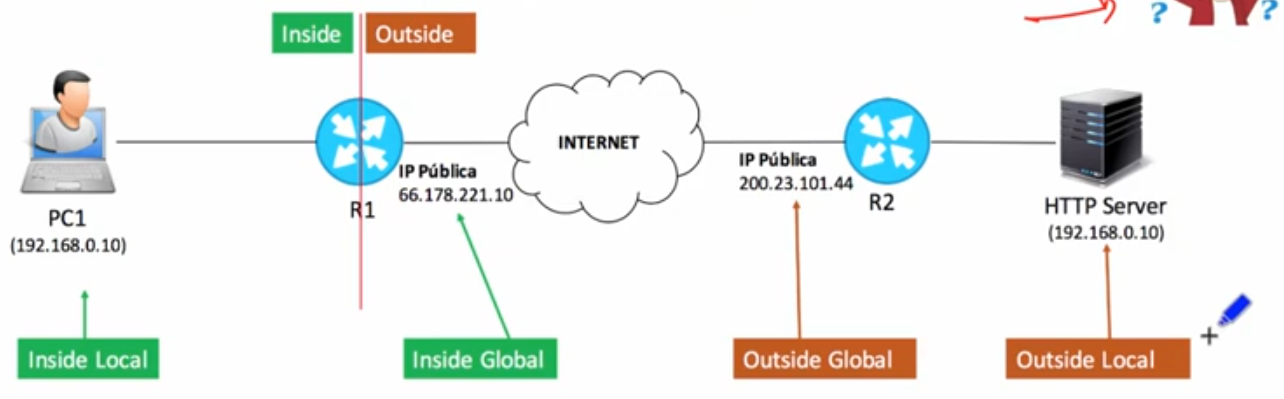 Inside
Outside
?
?
INTERNET
IP Pública
66.178.221.10
IP Pública
200.23.101.44
R1
R2
PC1
(192.168.0.10)
HTTP Server
(192.168.0.10)
Inside Local
Inside Global
Outside Global
Outside Local